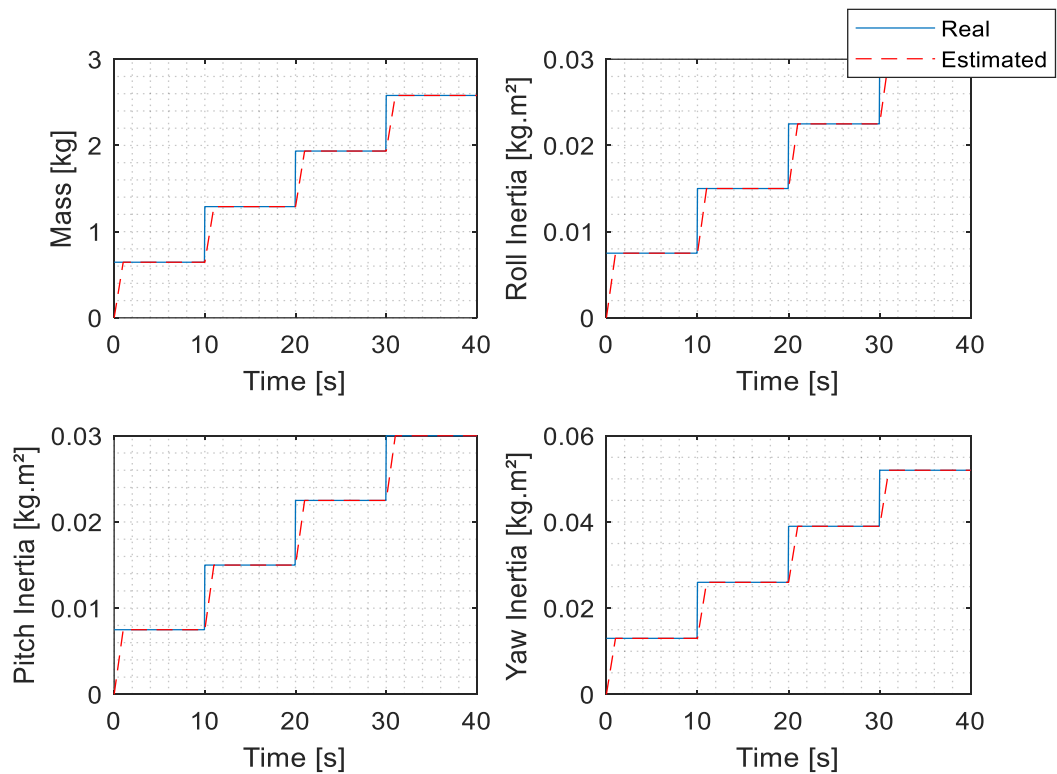 Real
Estimated
3
2
1
0
Mass [kg]
0 10 20 30 40
Time [s]
0.03
0.02
0.01
0
Roll Inertia [kg.m²]
0 10 20 30 40
Time [s]
0.03
0.02
0.01
0
Pitch Inertia [kg.m²]
0 10 20 30 40
Time [s]
0.06
0.04
0.02
0
Yaw Inertia [kg.m²]
0 10 20 30 40
Time [s]